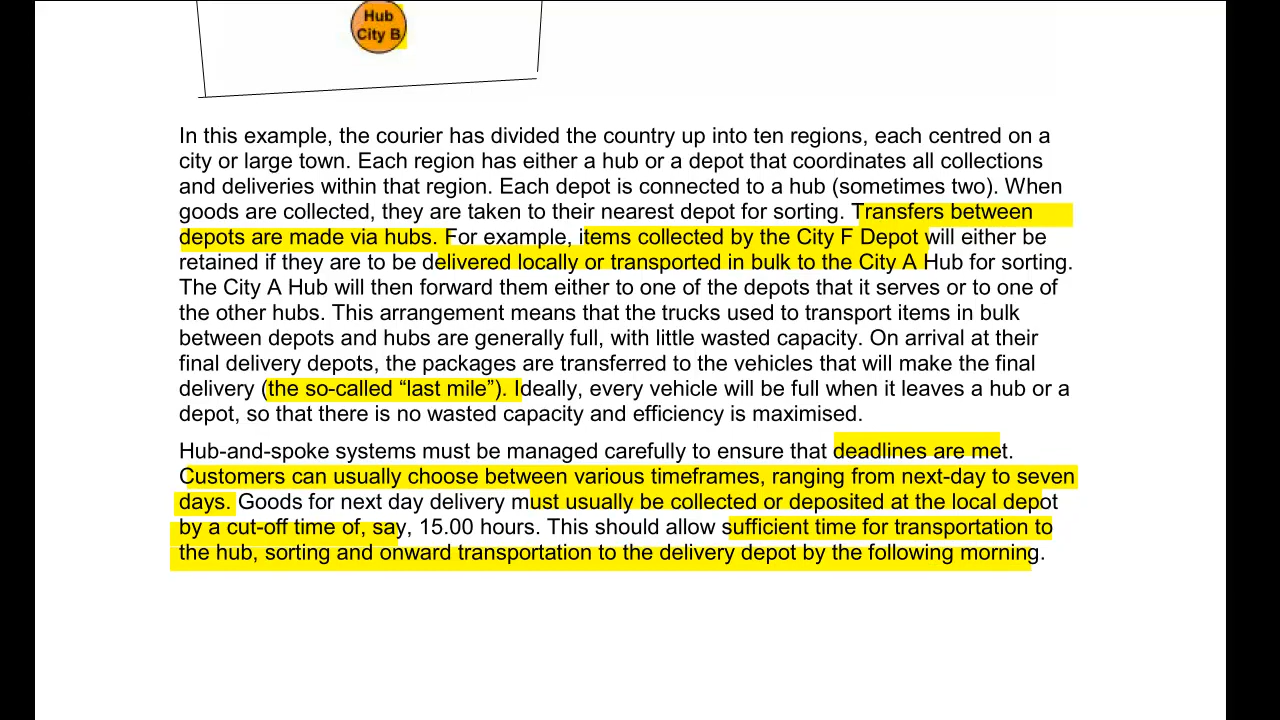 Hub
City B
In this example, the courier has divided the country up into ten regions, each centred on a
city or large town. Each region has either a hub or a depot that coordinates all collections
and deliveries within that region. Each depot is connected to a hub (sometimes two). When
goods are collected, they are taken to their nearest depot for sorting. Transfers between
depots are made via hubs. For example, items collected by the City F Depot will either be
retained if they are to be delivered locally or transported in bulk to the City A Hub for sorting.
The City A Hub will then forward them either to one of the depots that it serves or to one of
the other hubs. This arrangement means that the trucks used to transport items in bulk
between depots and hubs are generally full, with little wasted capacity. On arrival at their
final delivery depots, the packages are transferred to the vehicles that will make the final
delivery (the so-called “last mile”). Ideally, every vehicle will be full when it leaves a hub or a
depot, so that there is no wasted capacity and efficiency is maximised.
Hub-and-spoke systems must be managed carefully to ensure that deadlines are met.
Customers can usually choose between various timeframes, ranging from next-day to seven
days. Goods for next day delivery must usually be collected or deposited at the local depot
by a cut-off time of, say, 15.00 hours. This should allow sufficient time for transportation to
the hub, sorting and onward transportation to the delivery depot by the following morning.